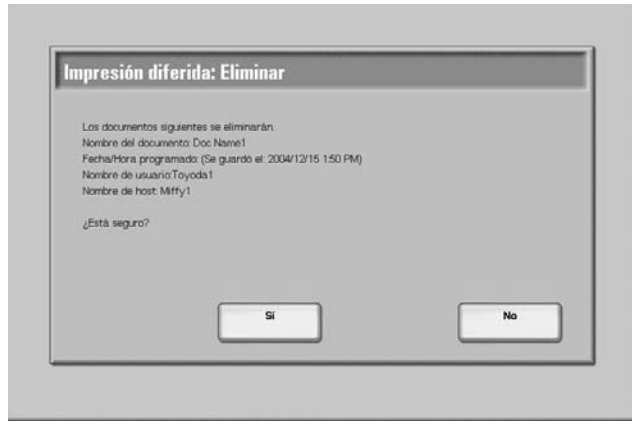 Impresión diferida: Eliminar
Los documentos siguientes se eliminarán.
Nombre del documento: Doc Name1
Fecha/Hora programado: (Se guardó el: 2004/12/15 1:50 PM)
Nombre de usuario:Toyoda1
Nombre de host: Miffy1
¿Está seguro?
Sí
No